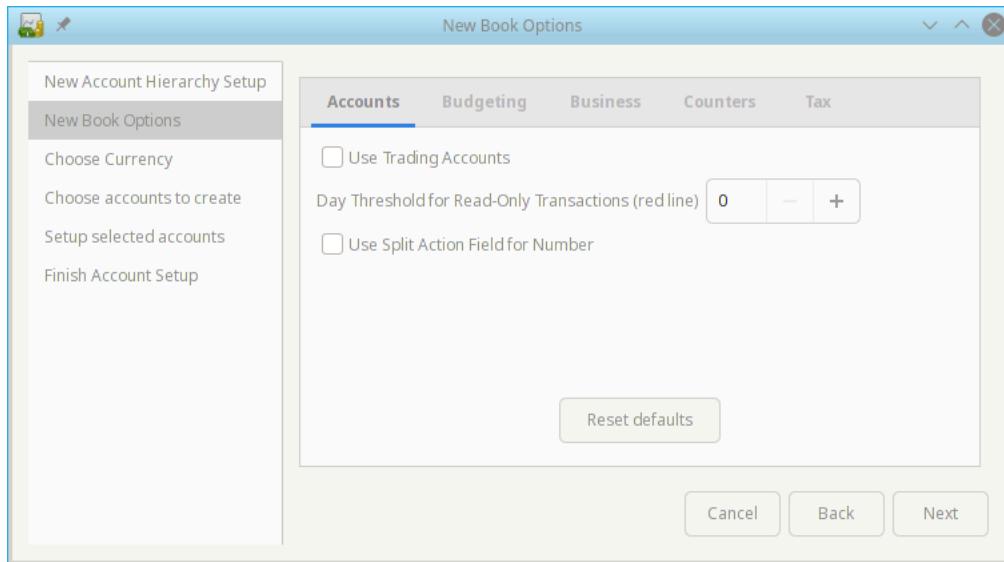 New Book Options
New Account Hierarchy Setup
New Book Options
Choose Currency
Choose accounts to create
Setup selected accounts
Finish Account Setup
Accounts Budgeting Business Counters Tax
Use Trading Accounts
Day Threshold for Read-Only Transactions (red line) 0 − +
Use Split Action Field for Number
Reset defaults
Cancel Back Next